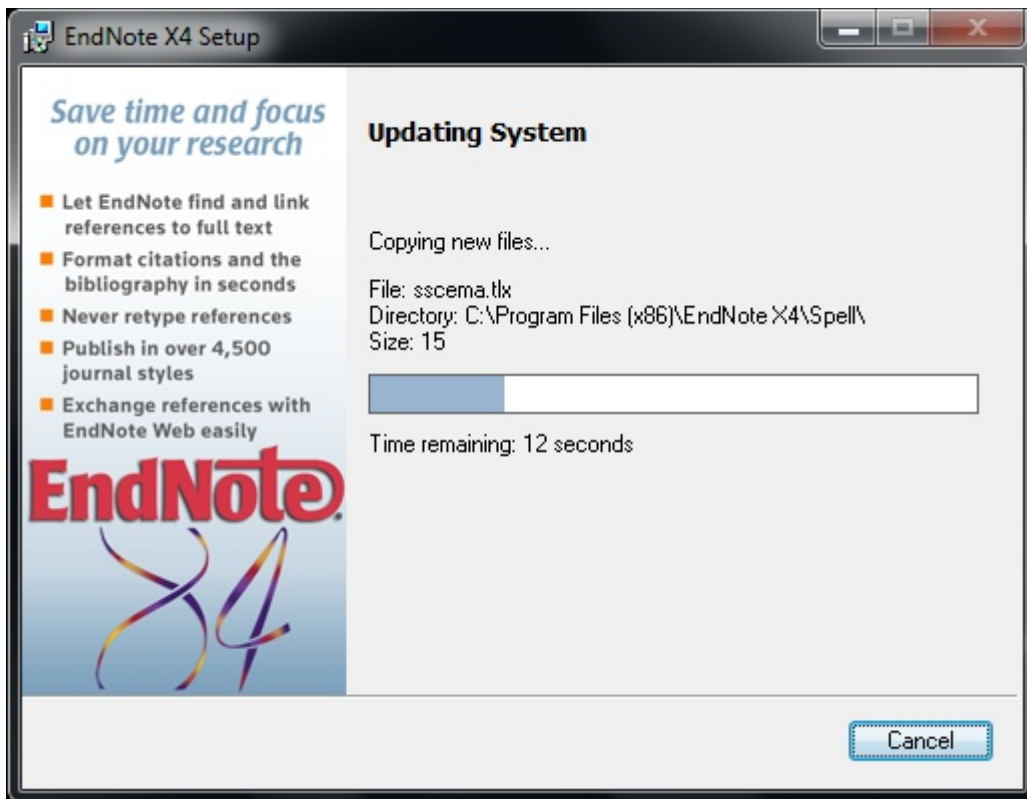 EndNote X4 Setup
Save time and focus
on your research
Let EndNote find and link
references to full text
Format citations and the
bibliography in seconds
Never retype references
Publish in over 4,500
journal styles
Exchange references with
EndNote Web easily
EndNote
X4
Updating System
Copying new files...
File: sscema.tlx
Directory: C:\Program Files (x86)\EndNote X4\Spell\
Size: 15
Time remaining: 12 seconds
Cancel